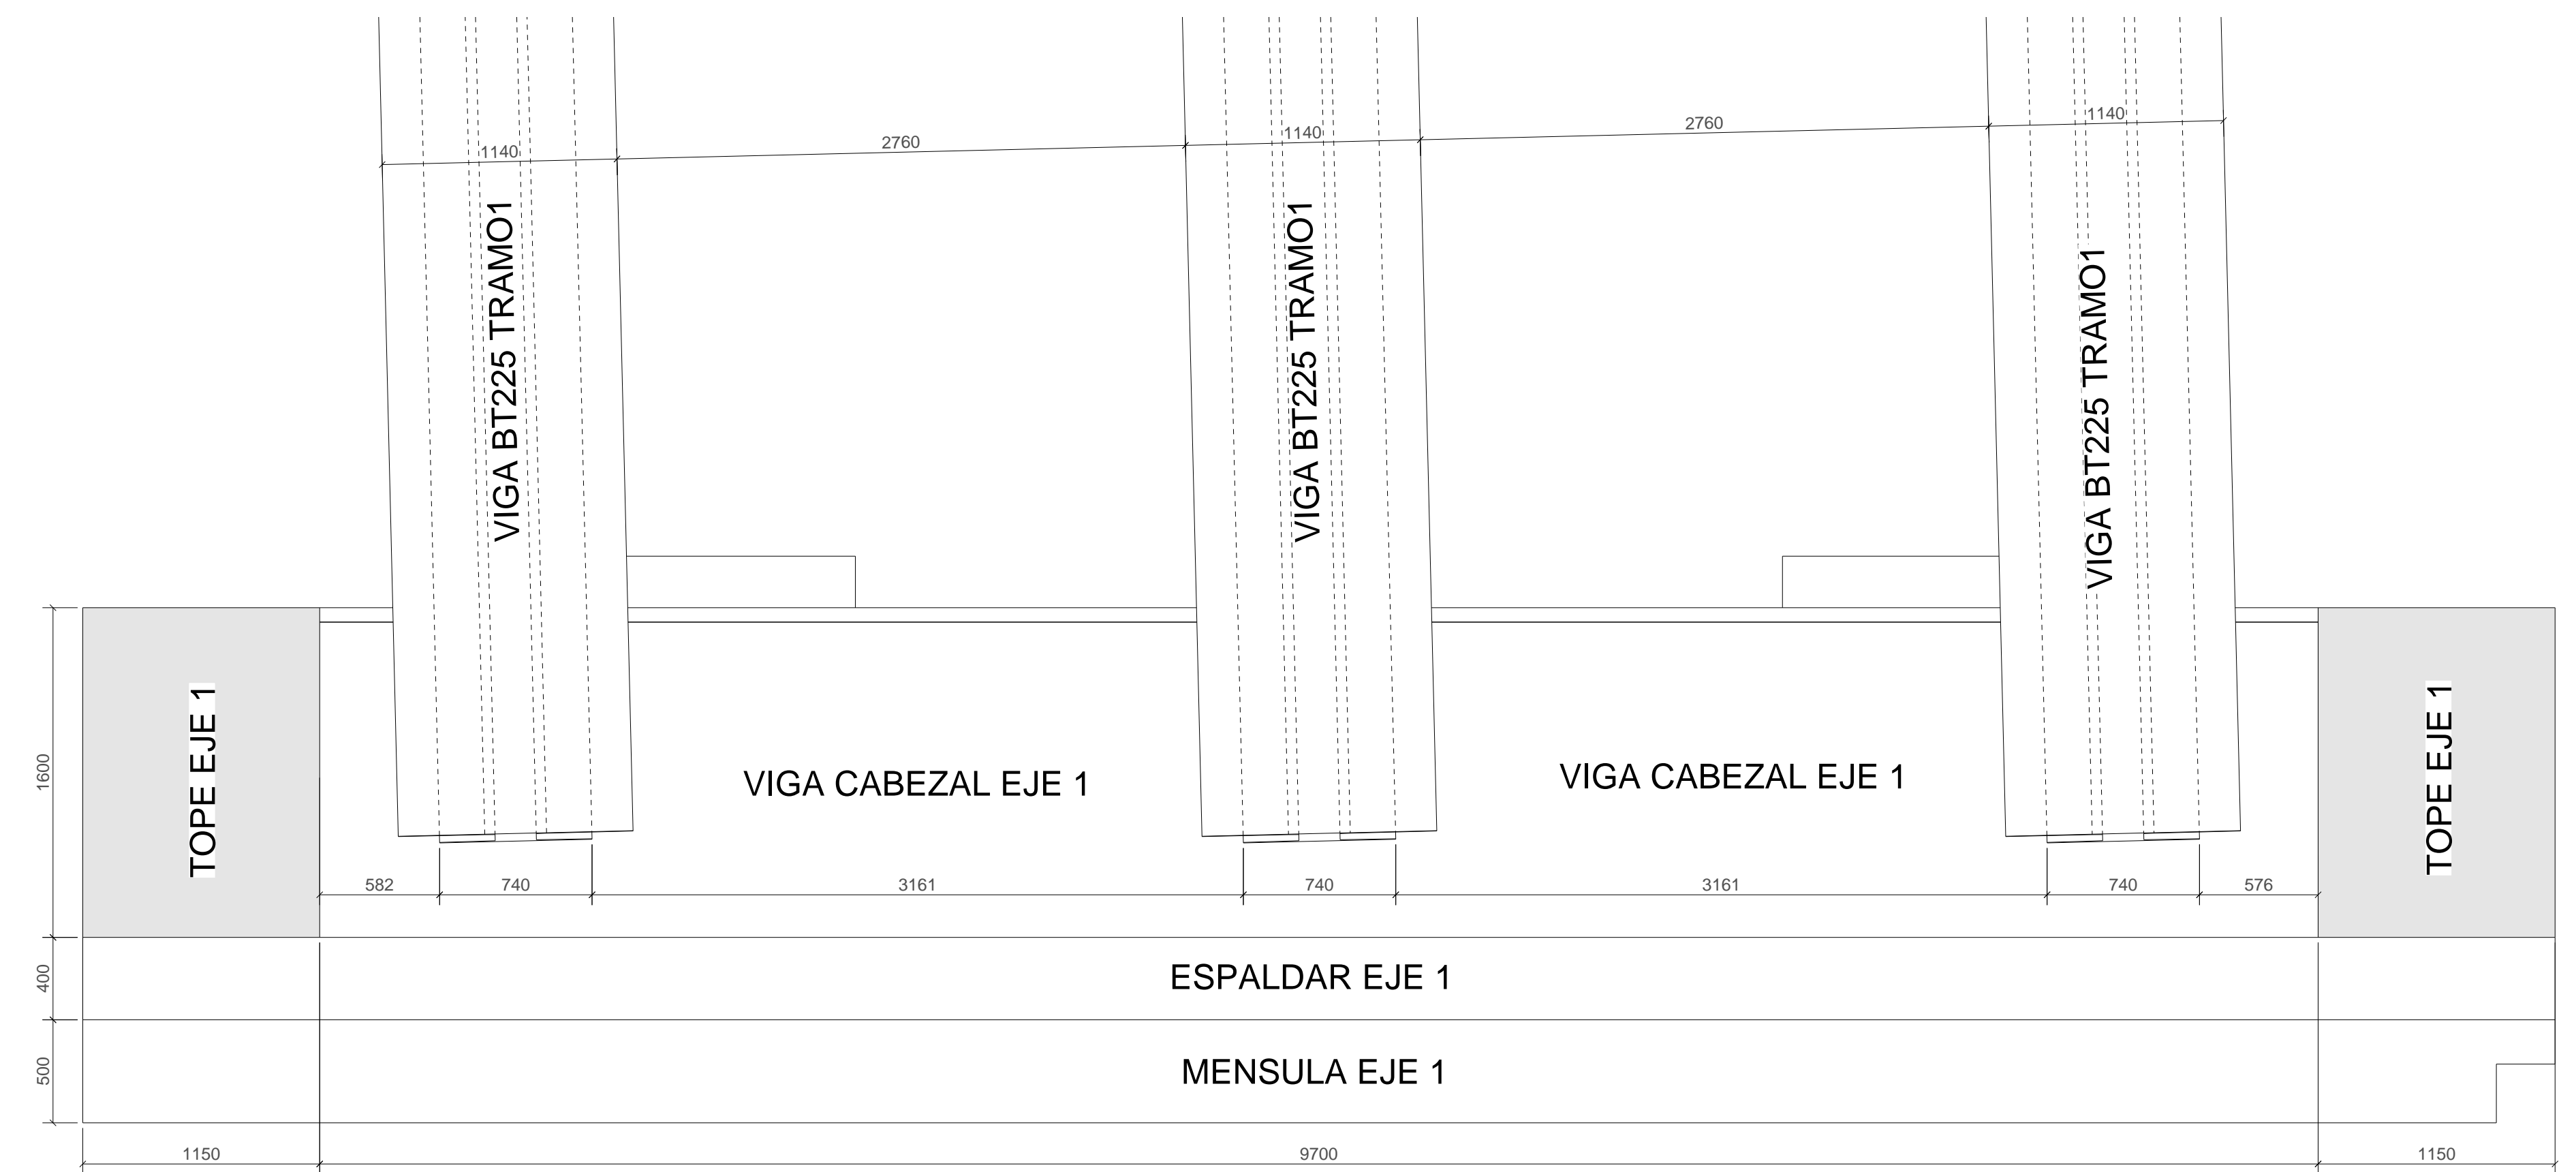 1140
2760
1140
2760
1140
VIGA BT225 TRAMO1
VIGA BT225 TRAMO1
VIGA BT225 TRAMO1
TOPE EJE 1
VIGA CABEZAL EJE 1
VIGA CABEZAL EJE 1
TOPE EJE 1
1600
582
740
3161
740
3161
740
576
400
ESPALDAR EJE 1
500
MENSULA EJE 1
1150
9700
1150